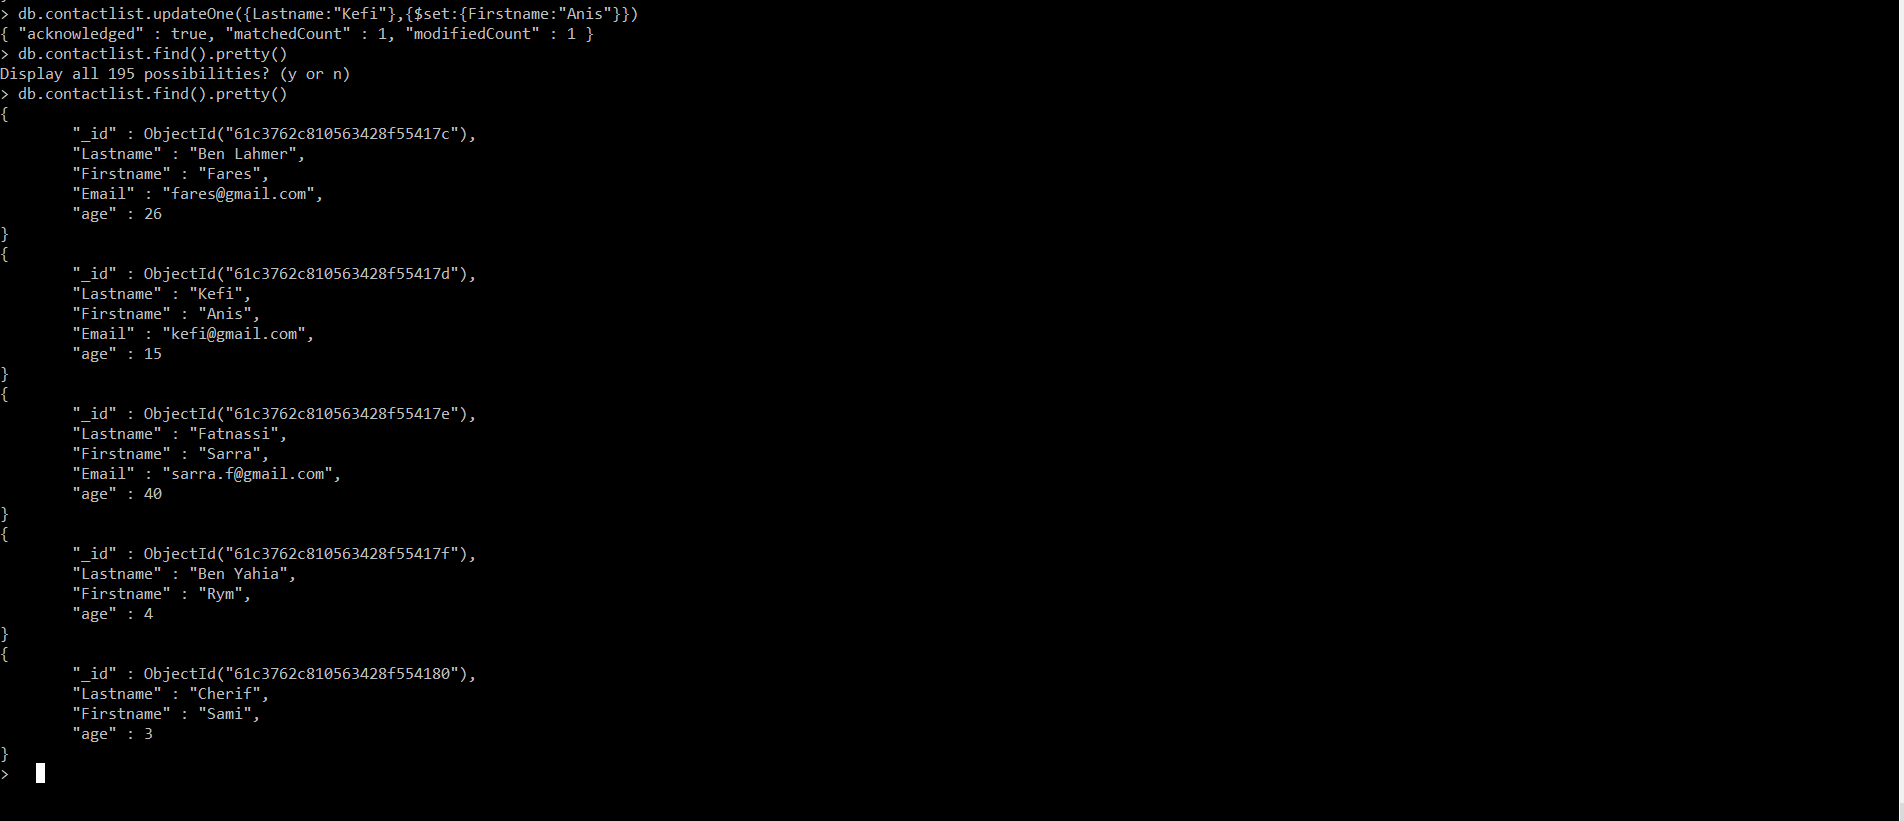 > db.contactlist.updateOne({Lastname:"Kefi"},{$set:{Firstname:"Anis"}})
{ "acknowledged" : true, "matchedCount" : 1, "modifiedCount" : 1 }
> db.contactlist.find().pretty()
Display all 195 possibilities? (y or n)
> db.contactlist.find().pretty()
{
        "_id" : ObjectId("61c3762c810563428f55417c"),
        "Lastname" : "Ben Lahmer",
        "Firstname" : "Fares",
        "Email" : "fares@gmail.com",
        "age" : 26
}
{
        "_id" : ObjectId("61c3762c810563428f55417d"),
        "Lastname" : "Kefi",
        "Firstname" : "Anis",
        "Email" : "kefi@gmail.com",
        "age" : 15
}
{
        "_id" : ObjectId("61c3762c810563428f55417e"),
        "Lastname" : "Fatnassi",
        "Firstname" : "Sarra",
        "Email" : "sarra.f@gmail.com",
        "age" : 40
}
{
        "_id" : ObjectId("61c3762c810563428f55417f"),
        "Lastname" : "Ben Yahia",
        "Firstname" : "Rym",
        "age" : 4
}
{
        "_id" : ObjectId("61c3762c810563428f554180"),
        "Lastname" : "Cherif",
        "Firstname" : "Sami",
        "age" : 3
}
>